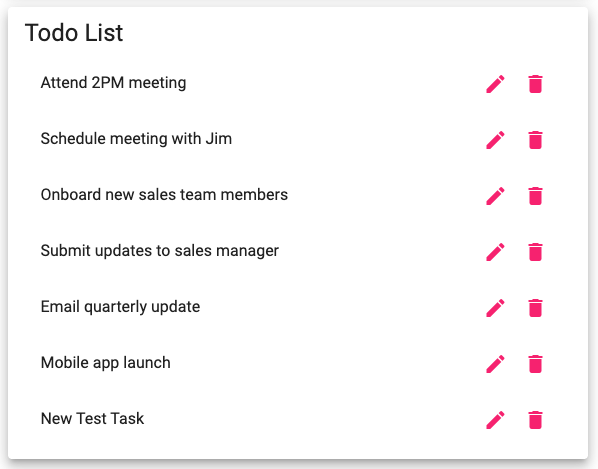 Todo List
Attend 2PM meeting
Schedule meeting with Jim
Onboard new sales team members
Submit updates to sales manager
Email quarterly update
Mobile app launch
New Test Task